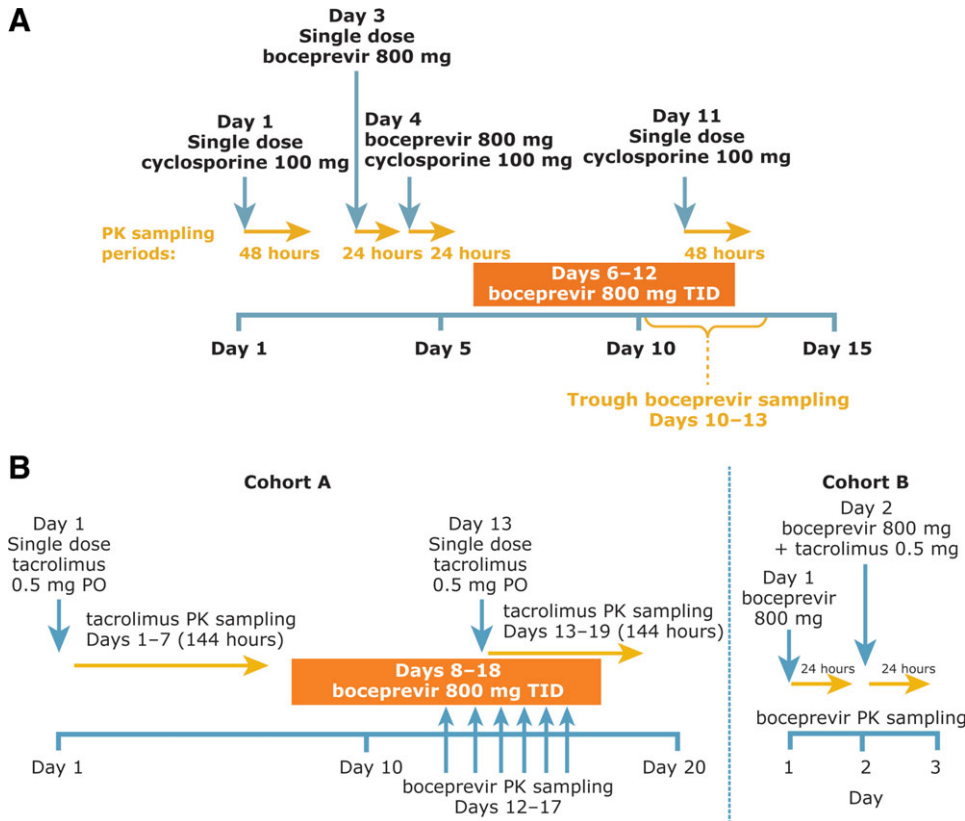 A
Day 3
Single dose
boceprevir 800 mg
Day 1
Single dose
cyclosporine 100 mg
Day 4
boceprevir 800 mg
cyclosporine 100 mg
Day 11
Single dose
cyclosporine 100 mg
PK sampling
periods:
48 hours
24 hours
24 hours
48 hours
Days 6–12
boceprevir 800 mg TID
Day 1
Day 5
Day 10
Day 15
Trough boceprevir sampling
Days 10–13
B
Cohort A
Day 1
Single dose
tacrolimus
0.5 mg PO
tacrolimus PK sampling
Days 1–7 (144 hours)
Day 13
Single dose
tacrolimus
0.5 mg PO
tacrolimus PK sampling
Days 13–19 (144 hours)
Days 8–18
boceprevir 800 mg TID
Day 1
Day 10
Day 20
boceprevir PK sampling
Days 12–17
Cohort B
Day 2
boceprevir 800 mg
+ tacrolimus 0.5 mg
Day 1
boceprevir
800 mg
24 hours
24 hours
boceprevir PK sampling
1
2
3
Day